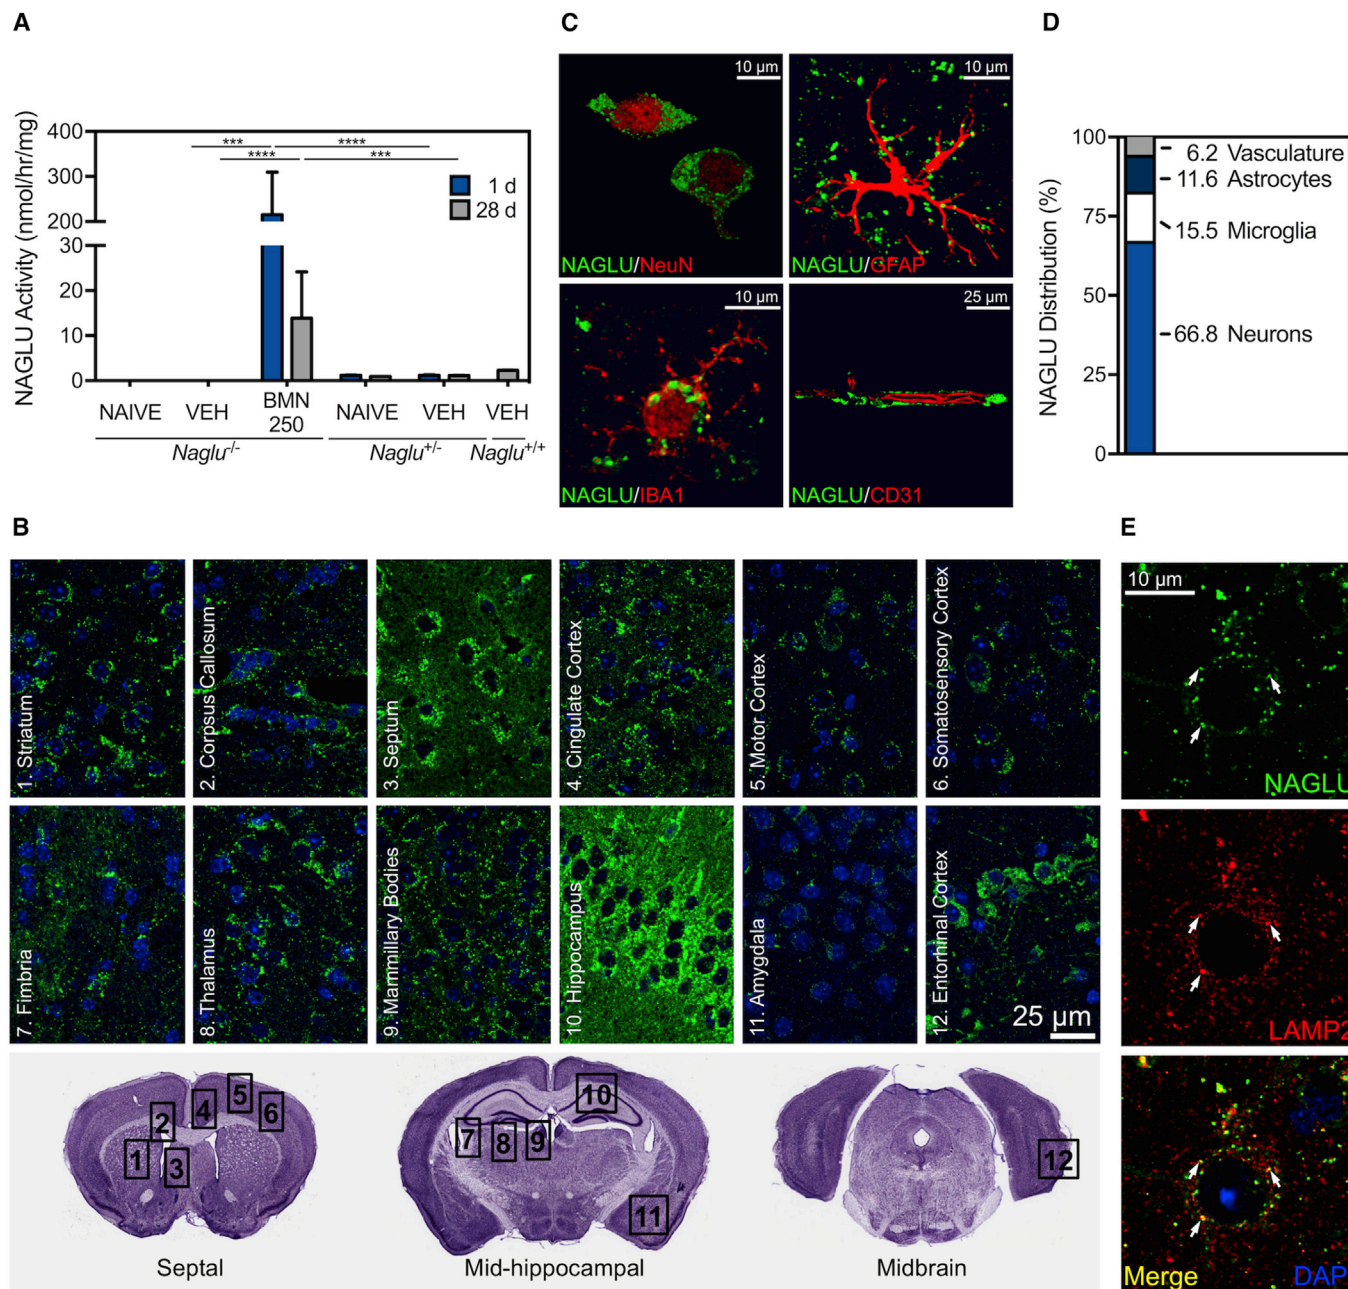 A
NAGLU Activity (nmol/hr/mg)
400
300
200
30
20
10
0
***
****
****
***
1 d
28 d
NAIVE
VEH
BMN
250
NAIVE
VEH
VEH
Naglu-/-
Naglu+/-
Naglu+/+
C
10 µm
NAGLU/NeuN
10 µm
NAGLU/GFAP
10 µm
NAGLU/IBA1
25 µm
NAGLU/CD31
D
NAGLU Distribution (%)
100
75
50
25
0
6.2 Vasculature
11.6 Astrocytes
15.5 Microglia
66.8 Neurons
B
1. Striatum
2. Corpsus Callosum
3. Septum
4. Cingulate Cortex
5. Motor Cortex
6. Somatosensory Cortex
7. Fimbria
8. Thalamus
9. Mammillary Bodies
10. Hippocampus
11. Amygdala
12. Entorhinal Cortex
25 µm
1
2
3
4
5
6
Septal
7
8
9
10
11
Mid-hippocampal
12
Midbrain
E
10 µm
NAGLU
LAMP2
Merge
DAP